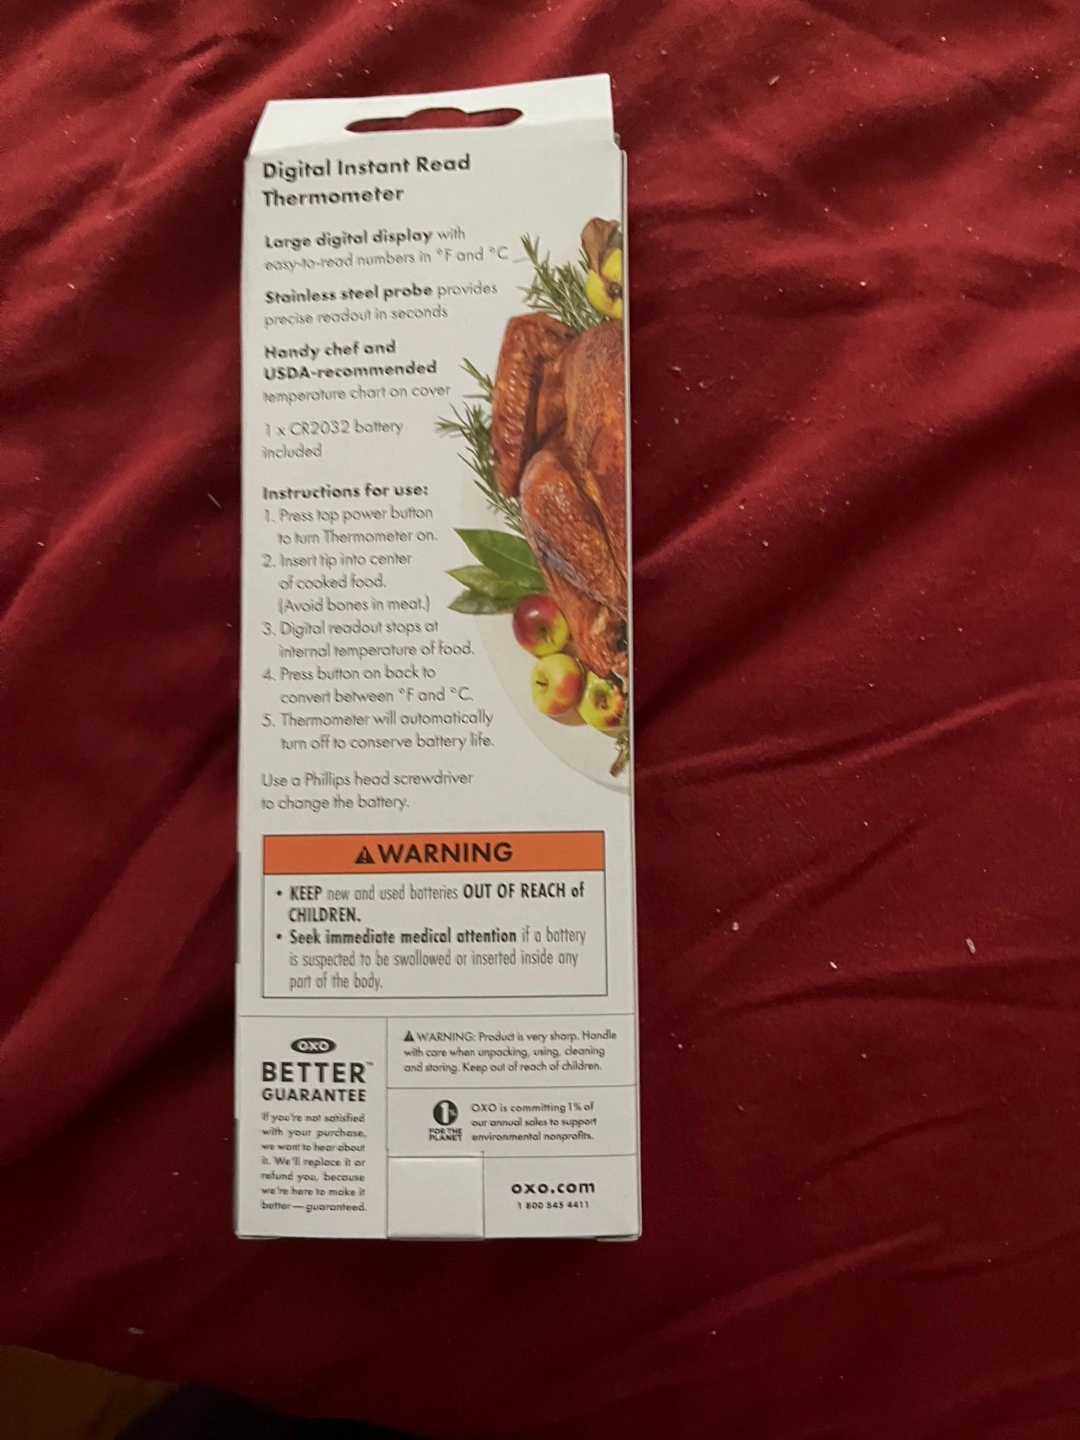 Digital Instant Read
Thermometer
Large digital display with
easy-to-read numbers in °F and °C
Stainless steel probe provides
precise readout in seconds
Handy chef and
USDA-recommended
temperature chart on cover
1 x CR2032 battery
included
Instructions for use:
1. Press top power button
to turn Thermometer on.
2. Insert tip into center
of cooked food.
(Avoid bones in meat.)
3. Digital readout stops at
internal temperature of food.
4. Press button on back to
convert between °F and °C.
5. Thermometer will automatically
turn off to conserve battery life.
Use a Phillips head screwdriver
to change the battery.
⚠WARNING
• KEEP new and used batteries OUT OF REACH of
CHILDREN.
• Seek immediate medical attention if a battery
is suspected to be swallowed or inserted inside any
part of the body.
OXO
BETTER™
GUARANTEE
If you're not satisfied
with your purchase,
we want to hear about
it. We'll replace it or
refund you, because
we're here to make it
better—guaranteed.
⚠ WARNING: Product is very sharp. Handle
with care when unpacking, using, cleaning
and storing. Keep out of reach of children.
1%
FOR THE
PLANET
OXO is committing 1% of
our annual sales to support
environmental nonprofits.
oxo.com
1 800 545 4411